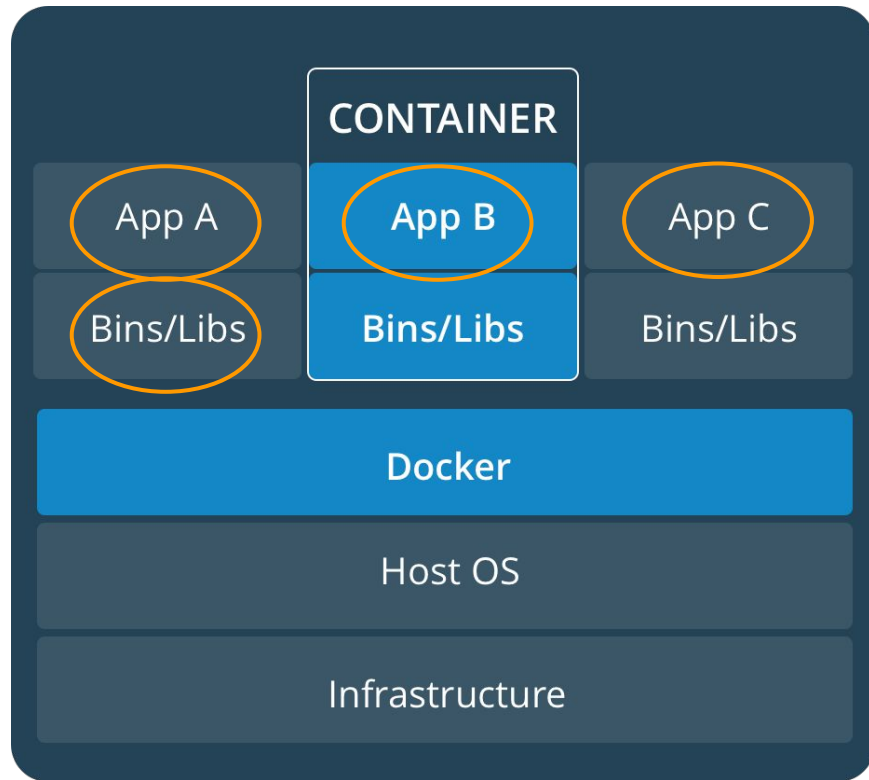 CONTAINER
App A
App B
App C
Bins/Libs
Bins/Libs
Bins/Libs
Docker
Host OS
Infrastructure